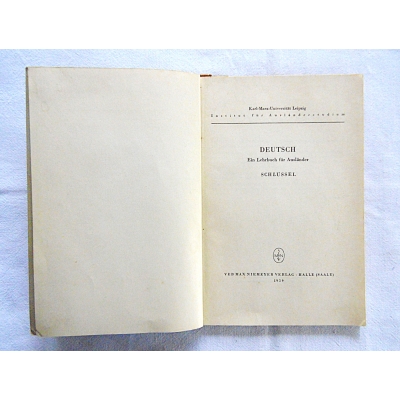 Karl-Marx-Universität Leipzig
Institut für Ausländerstudium
DEUTSCH
Ein Lehrbuch für Ausländer
SCHLÜSSEL
VEB MAX NIEMEYER VERLAG · HALLE (SAALE)